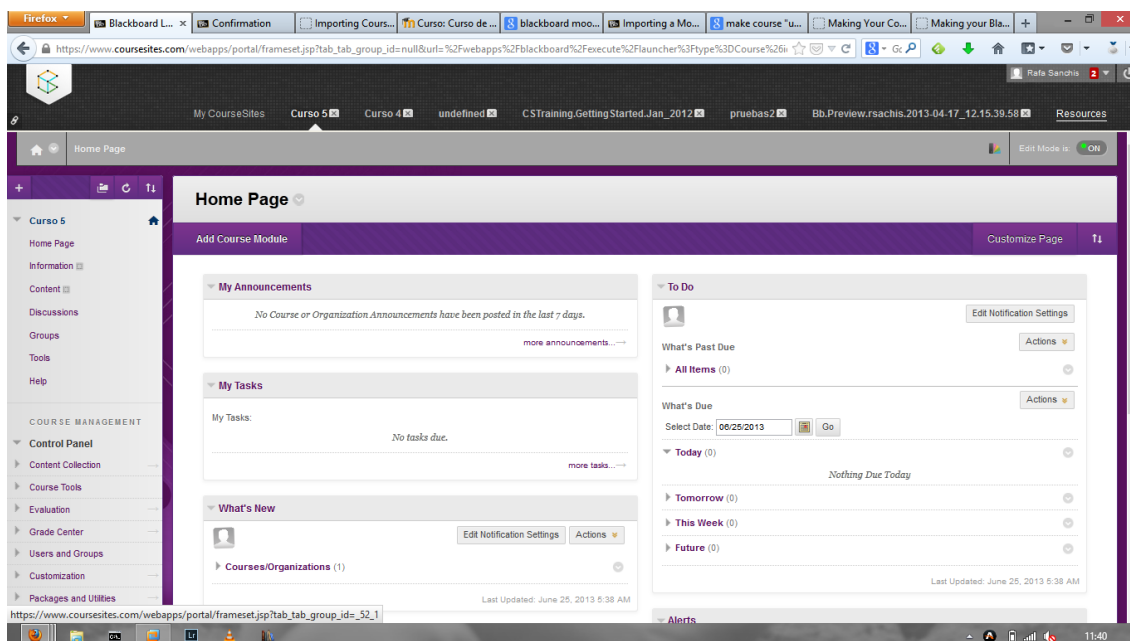 Firefox
Blackboard L... ×
Confirmation
Importing Cours...
Curso: Curso de ...
blackboard moo...
Importing a Mo...
make course "u...
Making Your Co...
Making your Bla...
+
https://www.coursesites.com/webapps/portal/frameset.jsp?tab_tab_group_id=null&url=%2Fwebapps%2Fblackboard%2Fexecute%2Flauncher%3Ftype%3DCourse%26i
Rafa Sanchis 2
My CourseSites
Curso 5
Curso 4
undefined
CSTraining.GettingStarted.Jan_2012
pruebas2
Bb.Preview.rsachis.2013-04-17_12.15.39.58
Resources
Home Page
Edit Mode is: ON
+
Curso 5
Home Page
Information
Content
Discussions
Groups
Tools
Help
COURSE MANAGEMENT
Control Panel
Content Collection
Course Tools
Evaluation
Grade Center
Users and Groups
Customization
Packages and Utilities
Home Page
Add Course Module
Customize Page
My Announcements
No Course or Organization Announcements have been posted in the last 7 days.
more announcements...
My Tasks
My Tasks:
No tasks due.
more tasks...
What's New
Edit Notification Settings
Actions
Courses/Organizations (1)
Last Updated: June 25, 2013 5:38 AM
To Do
Edit Notification Settings
What's Past Due
Actions
All Items (0)
What's Due
Actions
Select Date: 06/25/2013 Go
Today (0)
Nothing Due Today
Tomorrow (0)
This Week (0)
Future (0)
Last Updated: June 25, 2013 5:38 AM
Alerts
https://www.coursesites.com/webapps/portal/frameset.jsp?tab_tab_group_id=_52_1
Lr
11:40